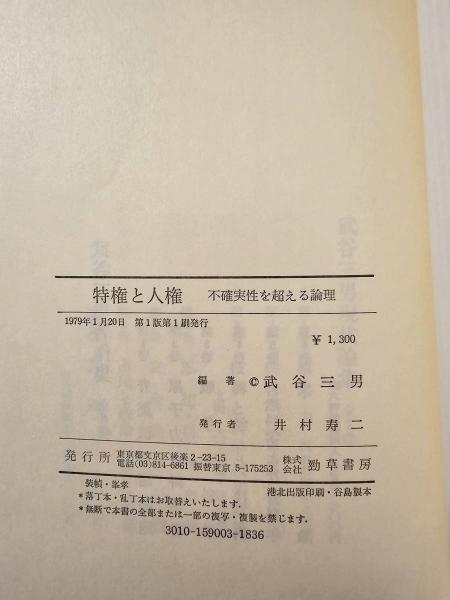 特権と人権 不確実性を超える論理
1979年1月20日 第1版第1刷発行
¥ 1,300
編著 ©武谷三男
発行者 井村寿二
発行所 東京都文京区後楽2-23-15 株式会社 勁草書房
電話(03)814-6861 振替東京5-175253
装幀・峯孝 港北出版印刷・谷島製本
*落丁本・乱丁本はお取替えいたします.
*無断で本書の全部または一部の複写・複製を禁じます.
3010-159003-1836